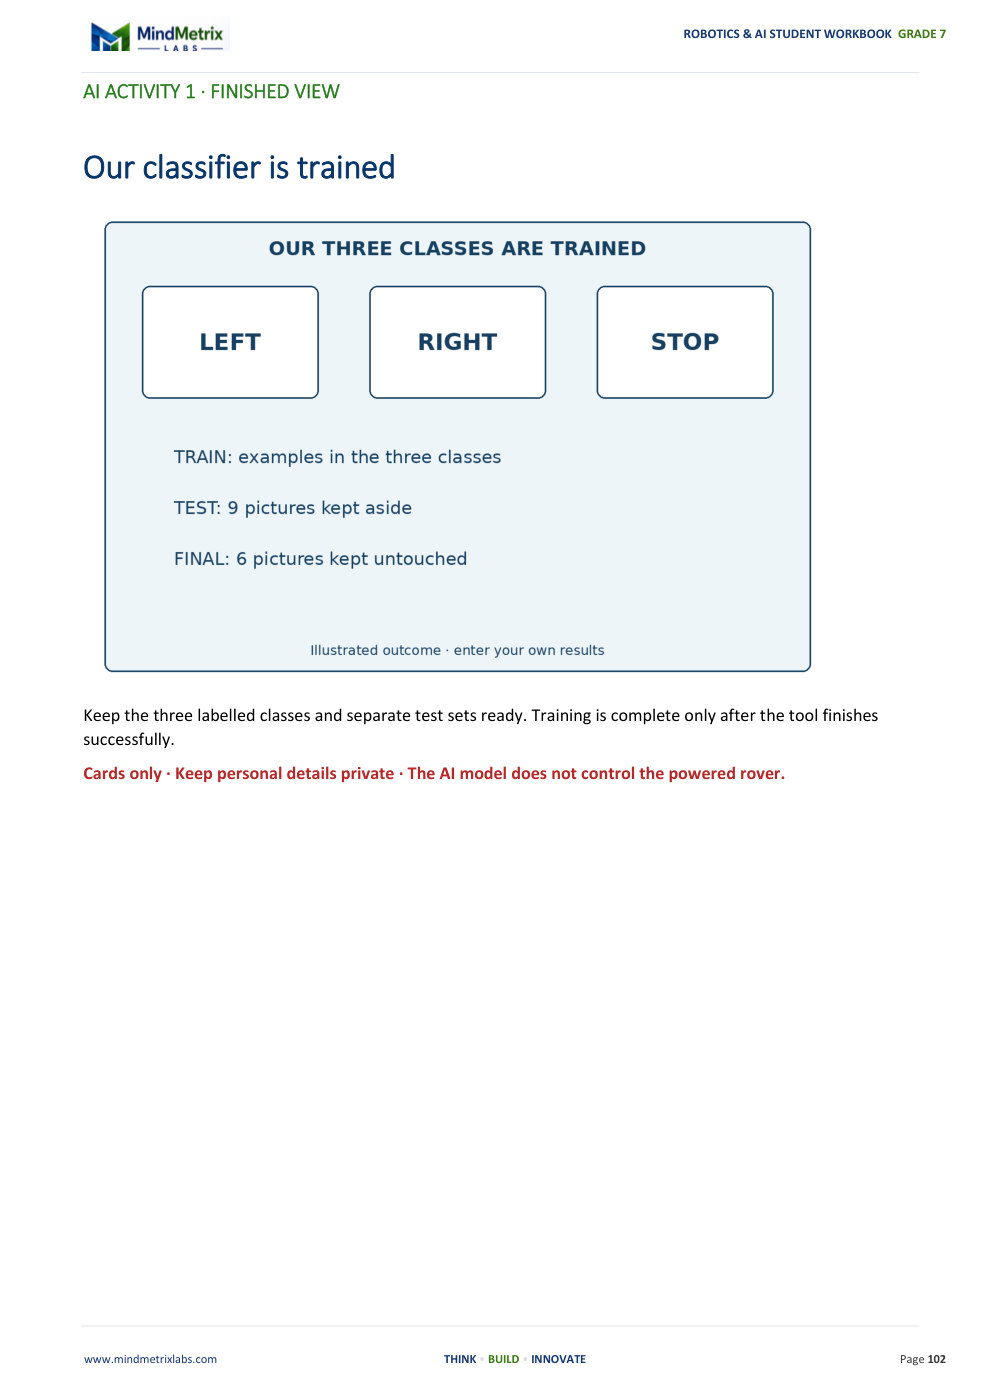 MindMetrix
LABS
ROBOTICS & AI STUDENT WORKBOOK GRADE 7
AI ACTIVITY 1 · FINISHED VIEW
Our classifier is trained
OUR THREE CLASSES ARE TRAINED
LEFT
RIGHT
STOP
TRAIN: examples in the three classes
TEST: 9 pictures kept aside
FINAL: 6 pictures kept untouched
Illustrated outcome · enter your own results
Keep the three labelled classes and separate test sets ready. Training is complete only after the tool finishes
successfully.
Cards only · Keep personal details private · The AI model does not control the powered rover.
www.mindmetrixlabs.com
THINK • BUILD • INNOVATE
Page 102